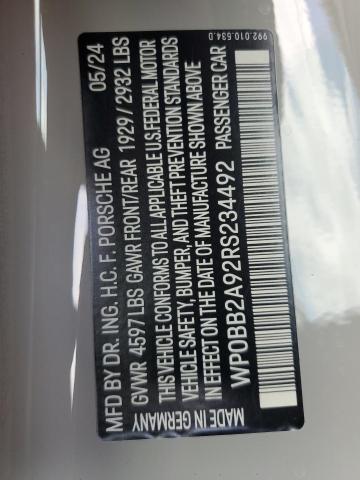 992.010.534.D
MFD BY DR. ING. H.C. F. PORSCHE AG 05/24
GVWR 4597 LBS GAWR FRONT/REAR 1929/2932 LBS
THIS VEHICLE CONFORMS TO ALL APPLICABLE U.S. FEDERAL MOTOR
VEHICLE SAFETY, BUMPER, AND THEFT PREVENTION STANDARDS
IN EFFECT ON THE DATE OF MANUFACTURE SHOWN ABOVE
WP0BB2A92RS234492 PASSENGER CAR
MADE IN GERMANY